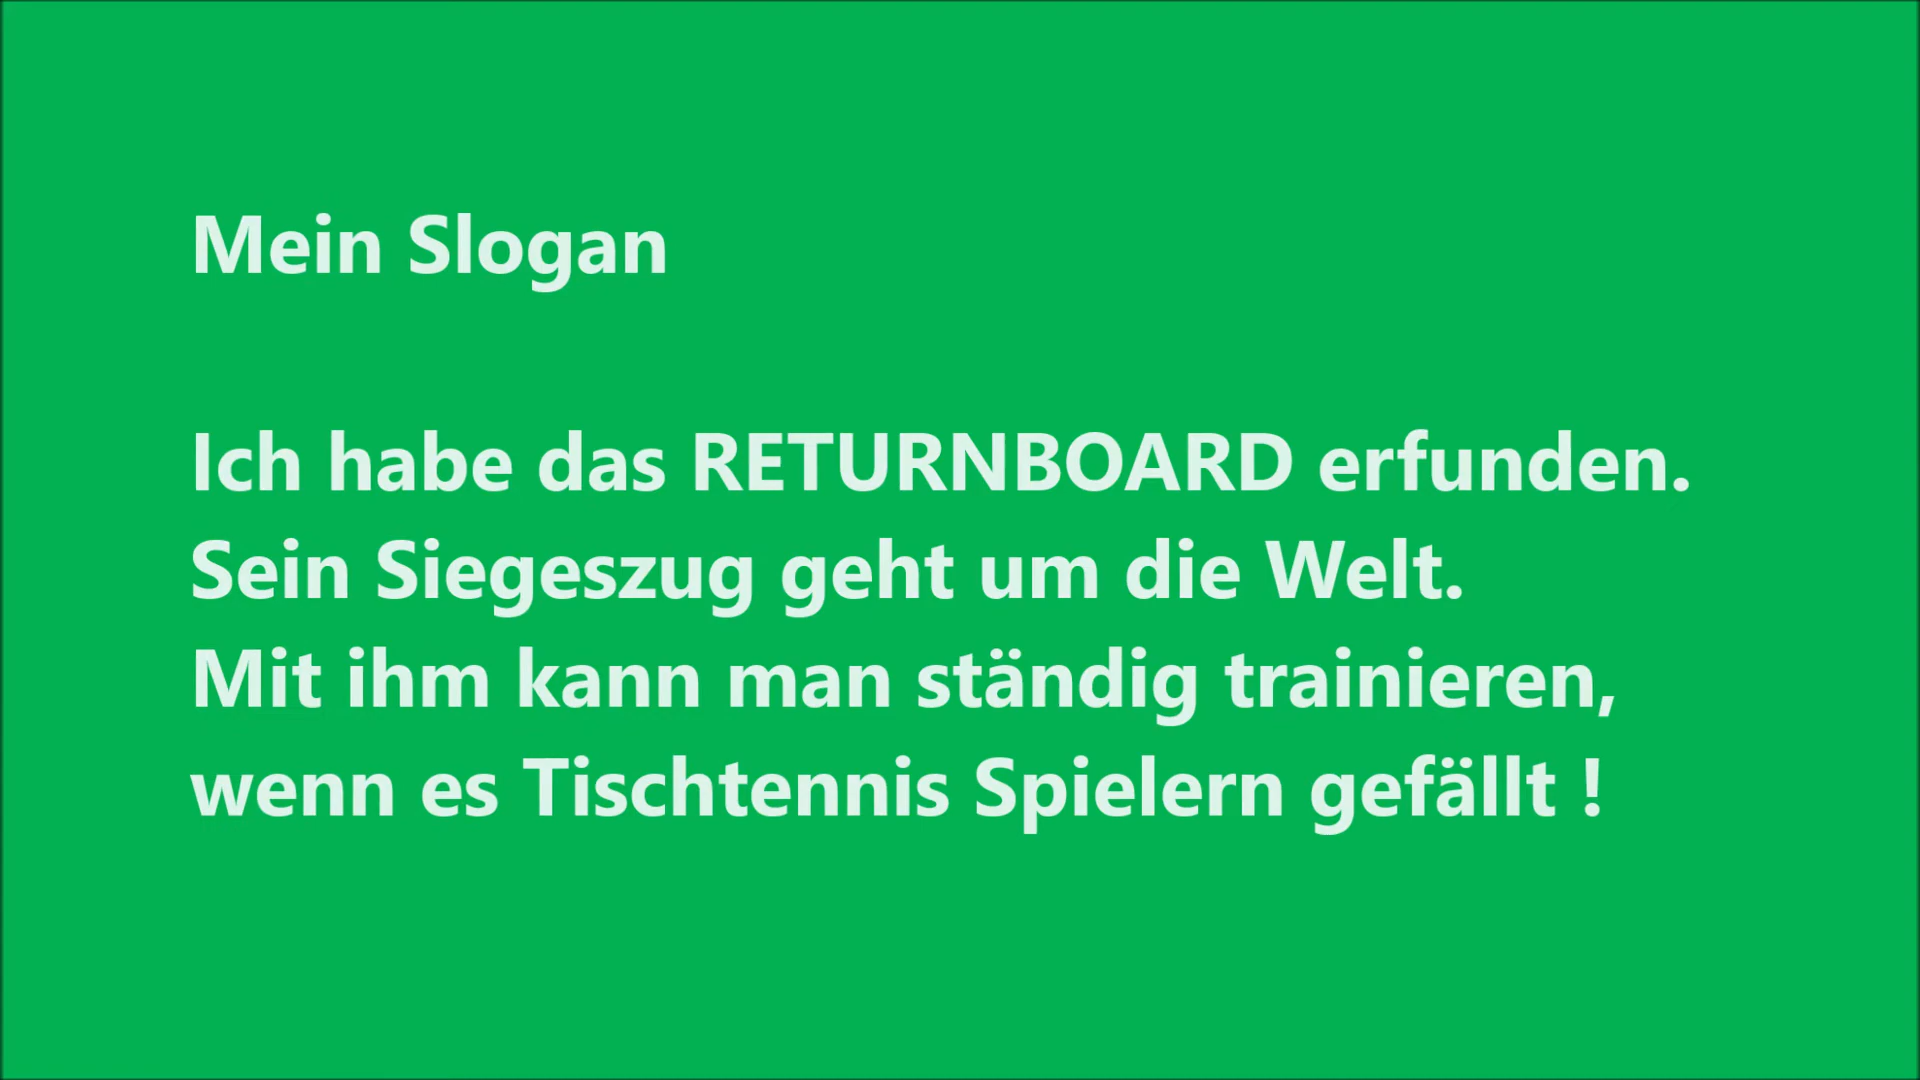 Mein Slogan
Ich habe das RETURNBOARD erfunden.
Sein Siegeszug geht um die Welt.
Mit ihm kann man ständig trainieren,
wenn es Tischtennis Spielern gefällt !